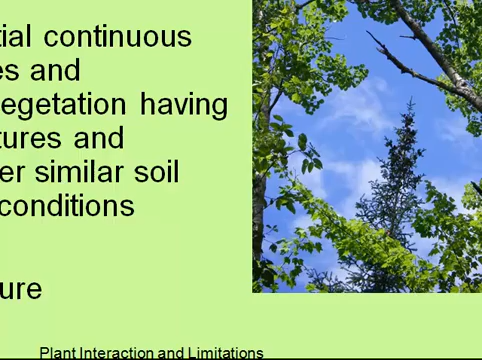 tial continuous
es and
egetation having
tures and
er similar soil
conditions
ure
Plant Interaction and Limitations